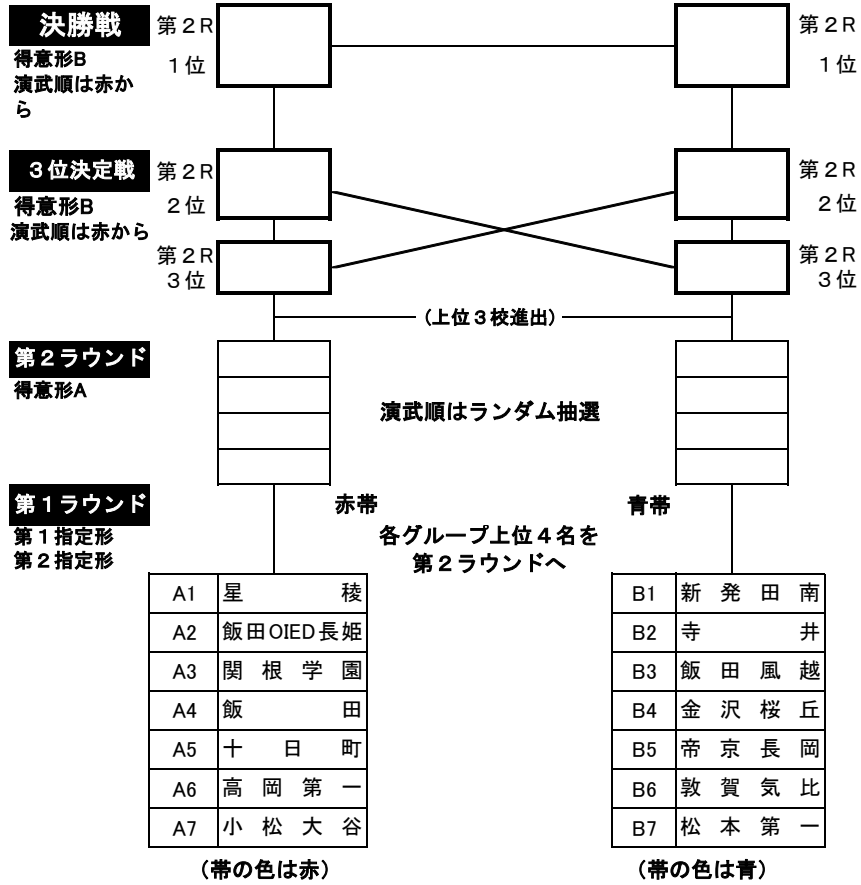 決勝戦 第２R 第２R
得意形B １位 １位
演武順は赤か
ら
３位決定戦 第２R 第２R
得意形B ２位 ２位
演武順は赤から
第２R 第２R
３位 ３位
（上位３校進出）
第２ラウンド
得意形A
演武順はランダム抽選
第１ラウンド 赤帯 青帯
第１指定形 各グループ上位４名を
第２指定形 第２ラウンドへ
A1 星稜 B1 新発田南
A2 飯田OIED長姫 B2 寺井
A3 関根学園 B3 飯田風越
A4 飯田 B4 金沢桜丘
A5 十日町 B5 帝京長岡
A6 高岡第一 B6 敦賀気比
A7 小松大谷 B7 松本第一
（帯の色は赤） （帯の色は青）